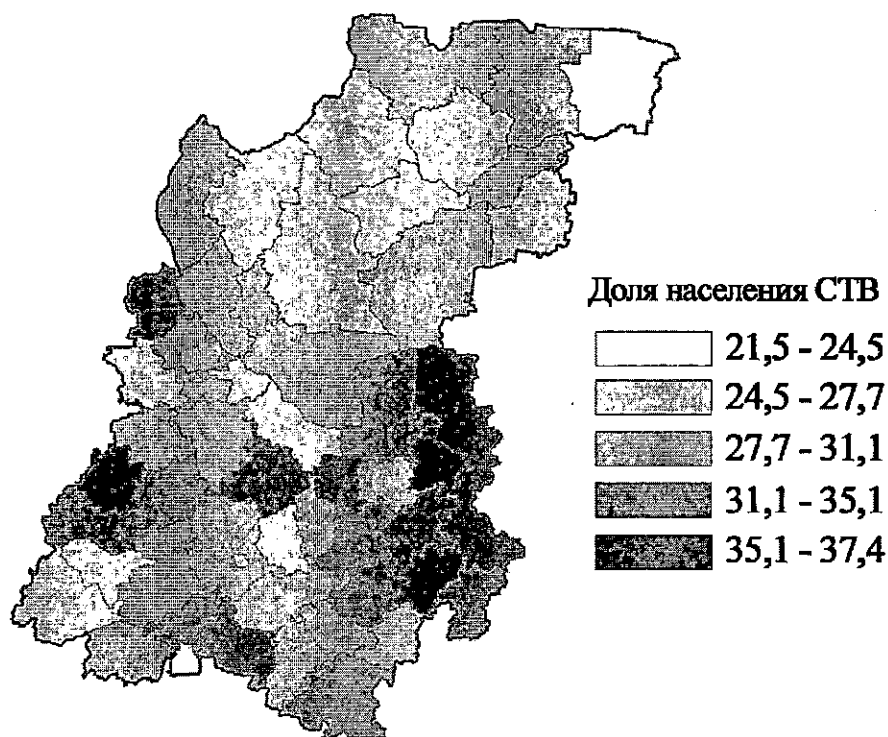 Доля населения СТВ
21,5 - 24,5
24,5 - 27,7
27,7 - 31,1
31,1 - 35,1
35,1 - 37,4